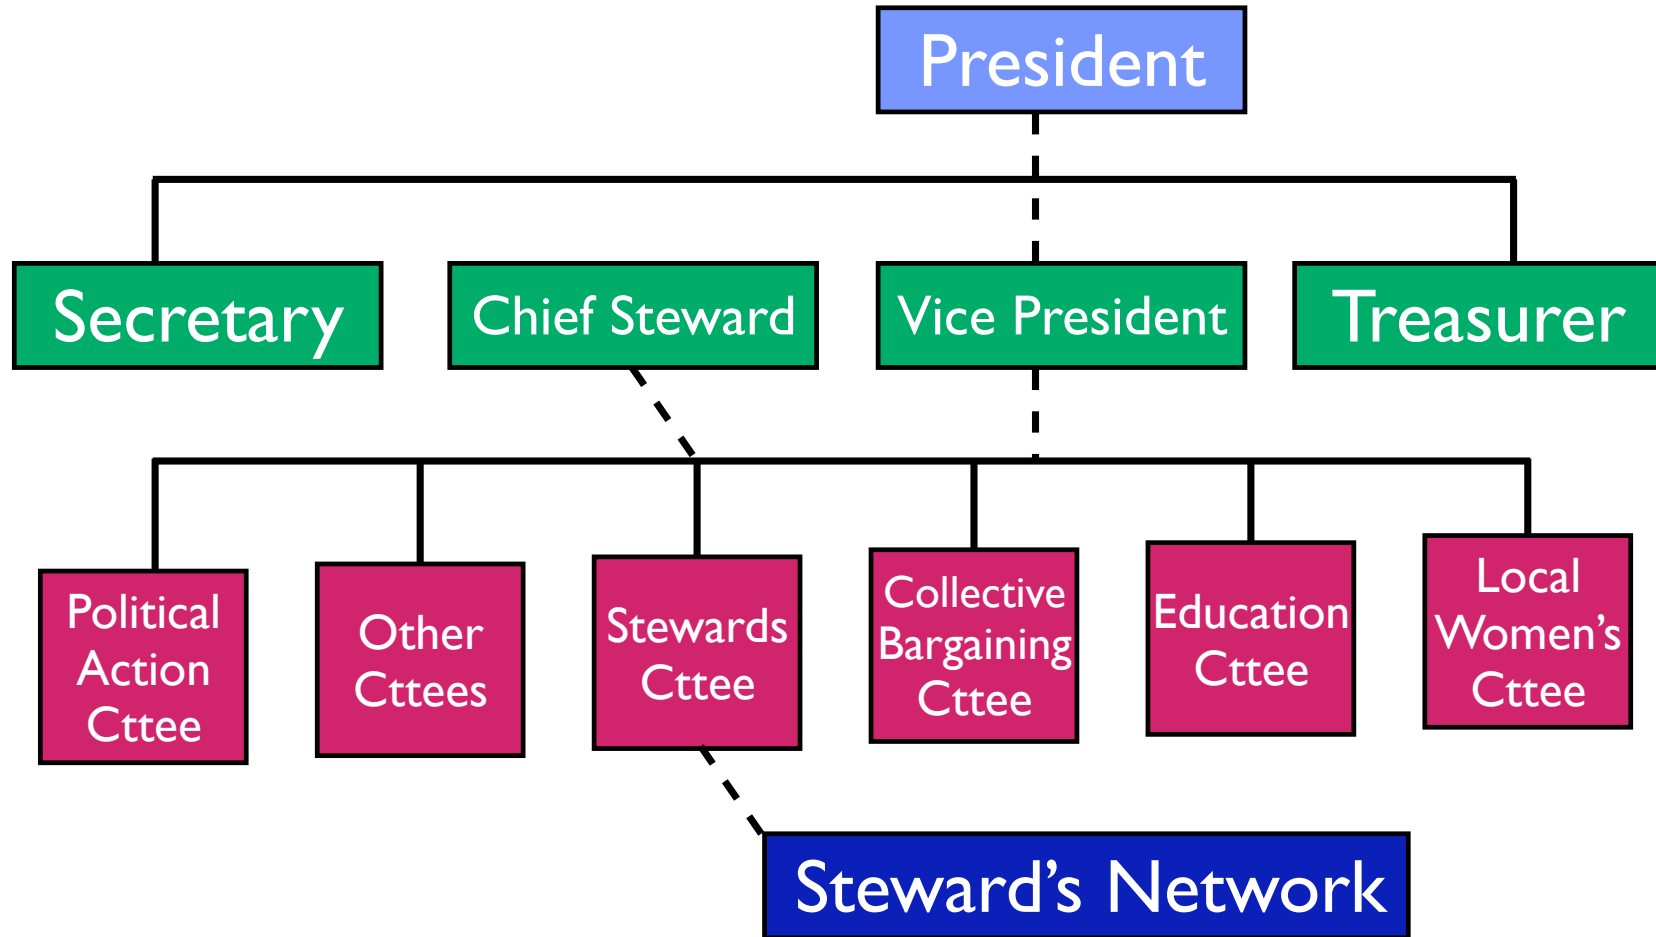 President
Secretary
Chief Steward
Vice President
Treasurer
Political
Action
Cttee
Other
Cttees
Stewards
Cttee
Collective
Bargaining
Cttee
Education
Cttee
Local
Women’s
Cttee
Steward’s Network